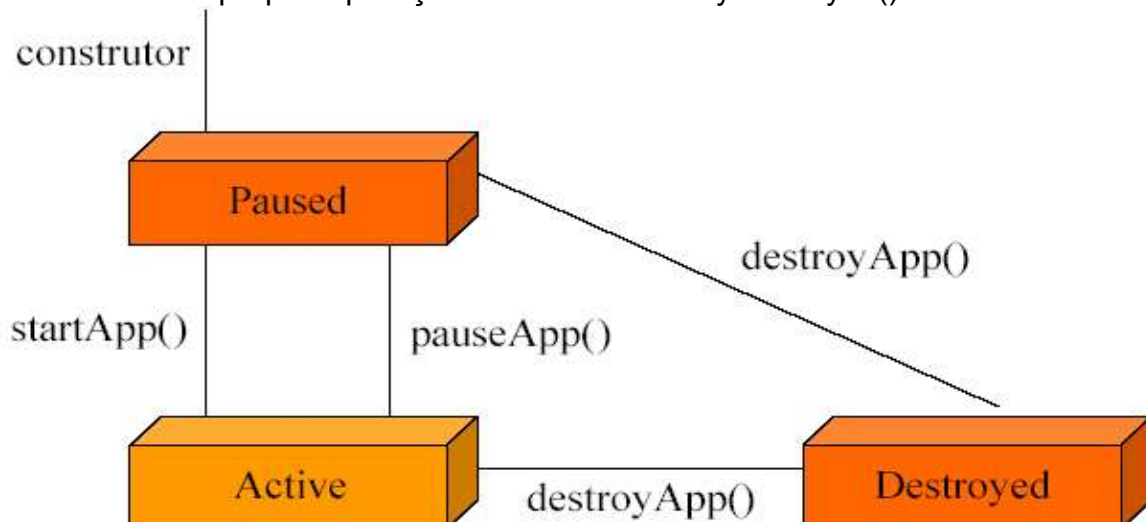 construtor
Paused
destroyApp()
startApp()
pauseApp()
Active
destroyApp()
Destroyed